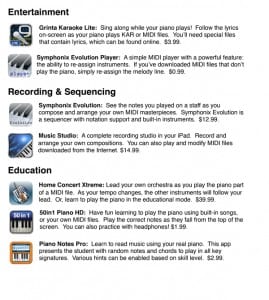 Entertainment
Grinta Karaoke Lite: Sing along while your piano plays! Follow the lyrics
on-screen as your piano plays KAR or MIDI files. You'll need special files
that contain lyrics, which can be found online. $3.99.
Symphonix Evolution Player: A simple MIDI player with a powerful feature:
the ability to re-assign instruments. If you've downloaded MIDI files that don't
play the piano, simply re-assign the melody line. $0.99.
Recording & Sequencing
Symphonix Evolution: See the notes you played on a staff as you
compose and arrange your own MIDI masterpieces. Symphonix Evolution is
a sequencer with notation support and built-in instruments. $12.99.
Music Studio: A complete recording studio in your iPad. Record and
arrange your own compositions. You can also play and modify MIDI files
downloaded from the Internet. $14.99.
Education
Home Concert Xtreme: Lead your own orchestra as you play the piano part
of a MIDI file. As your tempo changes, the other instruments will follow your
lead. Or, learn to play in the educational mode. $39.99.
50 in 1
50in1 Piano HD: Have fun learning to play the piano using built-in songs,
or your own MIDI files. Play the correct notes as they fall from the top of the
screen. You can also practice with headphones! $1.99.
Piano Notes Pro: Learn to read music using your real piano. This app
presents the student with random notes and chords to play in all key
signatures. Various hints can be enabled based on skill level. $2.99.